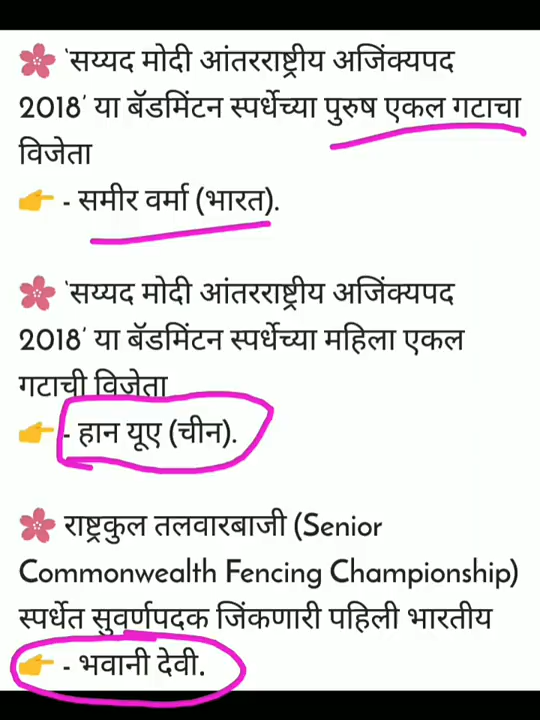 🌸 'सय्यद मोदी आंतरराष्ट्रीय अजिंक्यपद
2018' या बॅडमिंटन स्पर्धेच्या पुरुष एकल गटाचा
विजेता
👉 - समीर वर्मा (भारत).
🌸 'सय्यद मोदी आंतरराष्ट्रीय अजिंक्यपद
2018' या बॅडमिंटन स्पर्धेच्या महिला एकल
गटाची विजेता
👉 - हान यूए (चीन).
🌸 राष्ट्रकुल तलवारबाजी (Senior
Commonwealth Fencing Championship)
स्पर्धेत सुवर्णपदक जिंकणारी पहिली भारतीय
👉 - भवानी देवी.